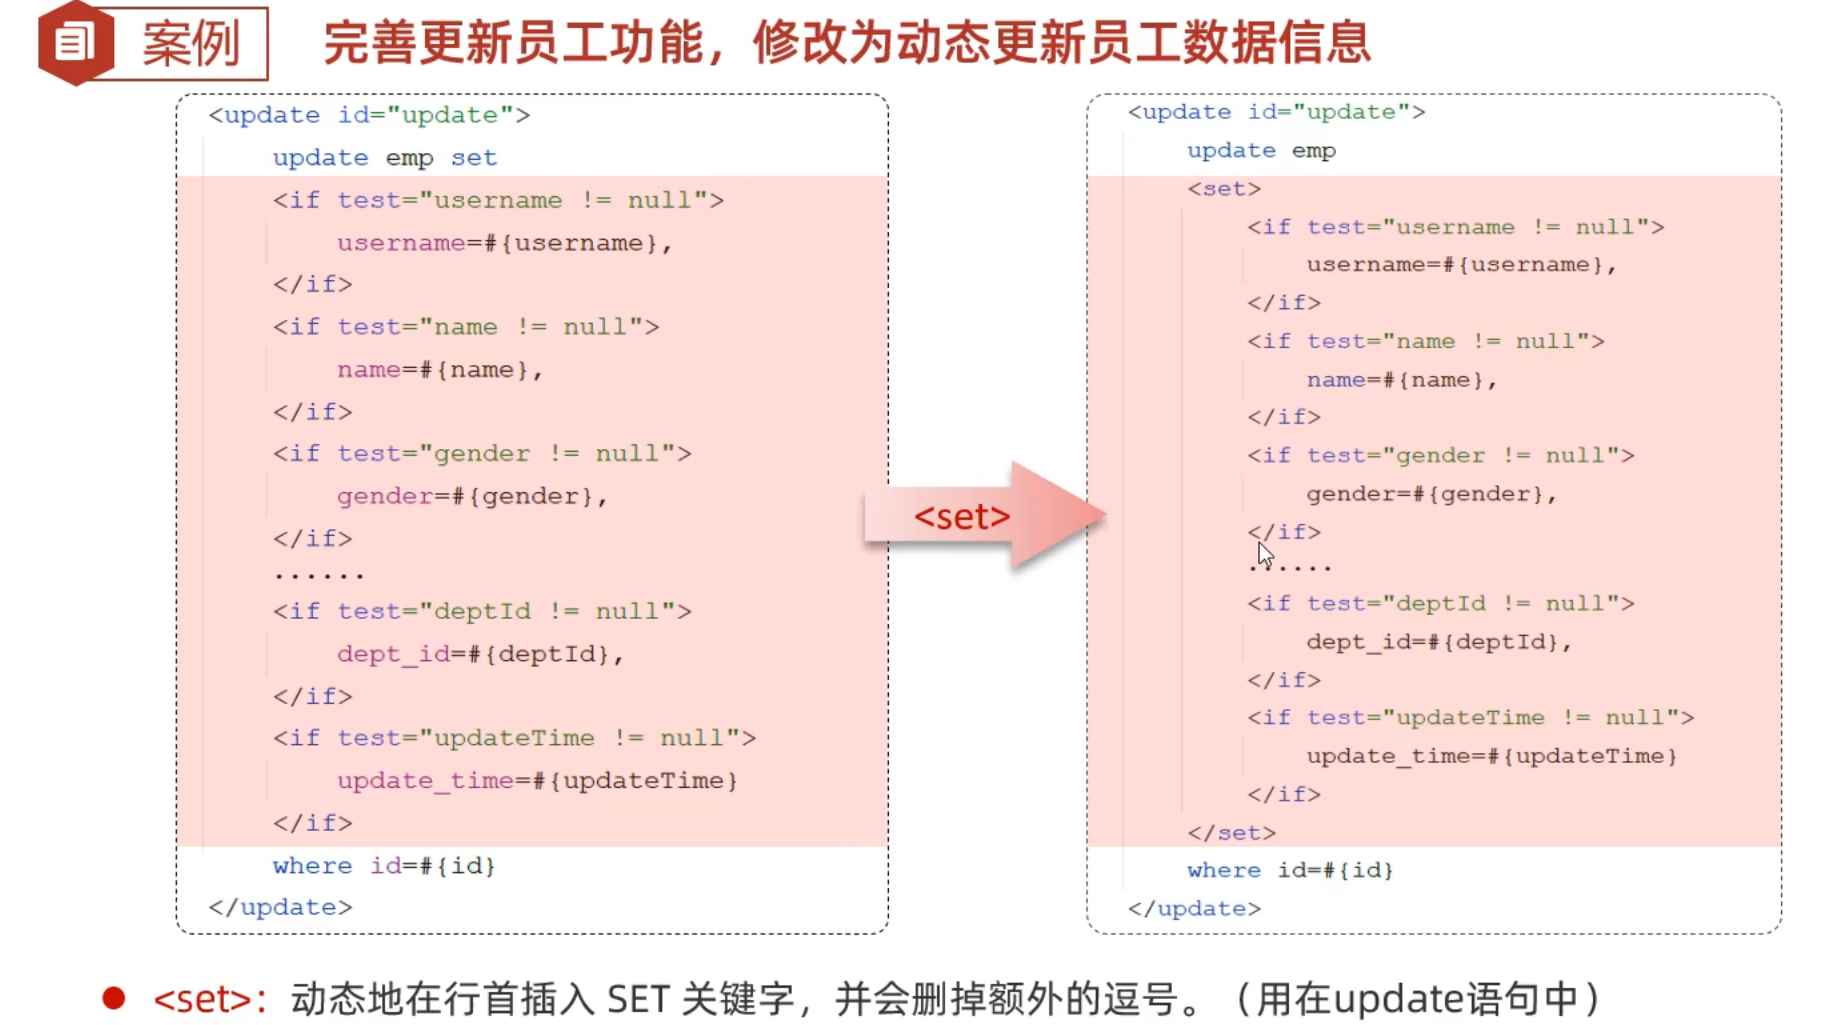 案例
完善更新员工功能，修改为动态更新员工数据信息
<update id="update">
update emp set
<if test="username != null">
username=#{username},
</if>
<if test="name != null">
name=#{name},
</if>
<if test="gender != null">
gender=#{gender},
</if>
......
<if test="deptId != null">
dept_id=#{deptId},
</if>
<if test="updateTime != null">
update_time=#{updateTime}
</if>
where id=#{id}
</update>
<set>
<update id="update">
update emp
<set>
<if test="username != null">
username=#{username},
</if>
<if test="name != null">
name=#{name},
</if>
<if test="gender != null">
gender=#{gender},
</if>
......
<if test="deptId != null">
dept_id=#{deptId},
</if>
<if test="updateTime != null">
update_time=#{updateTime}
</if>
</set>
where id=#{id}
</update>
<set>：动态地在行首插入 SET 关键字，并会删掉额外的逗号。（用在update语句中）